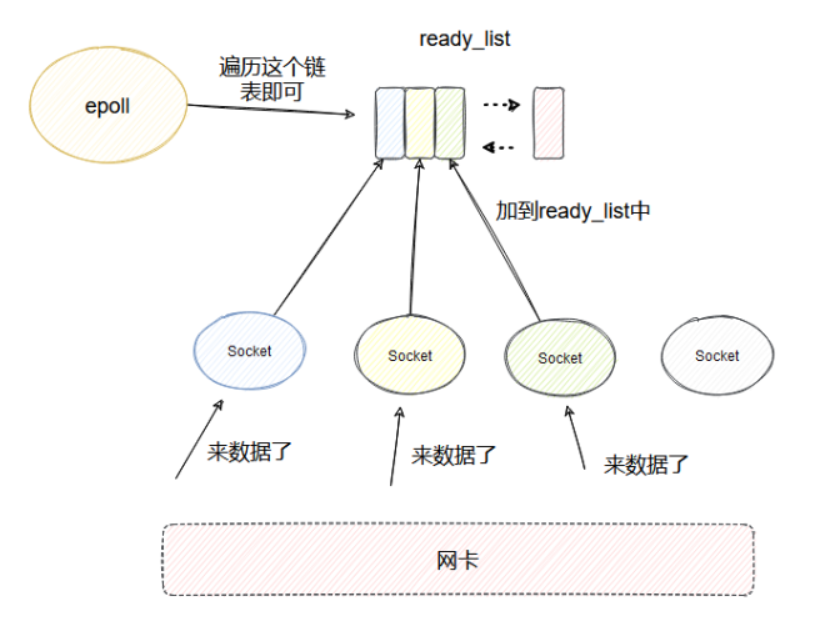 ready_list
遍历这个链
表即可
epoll
加到ready_list中
Socket
Socket
Socket
Socket
来数据了
来数据了
来数据了
网卡